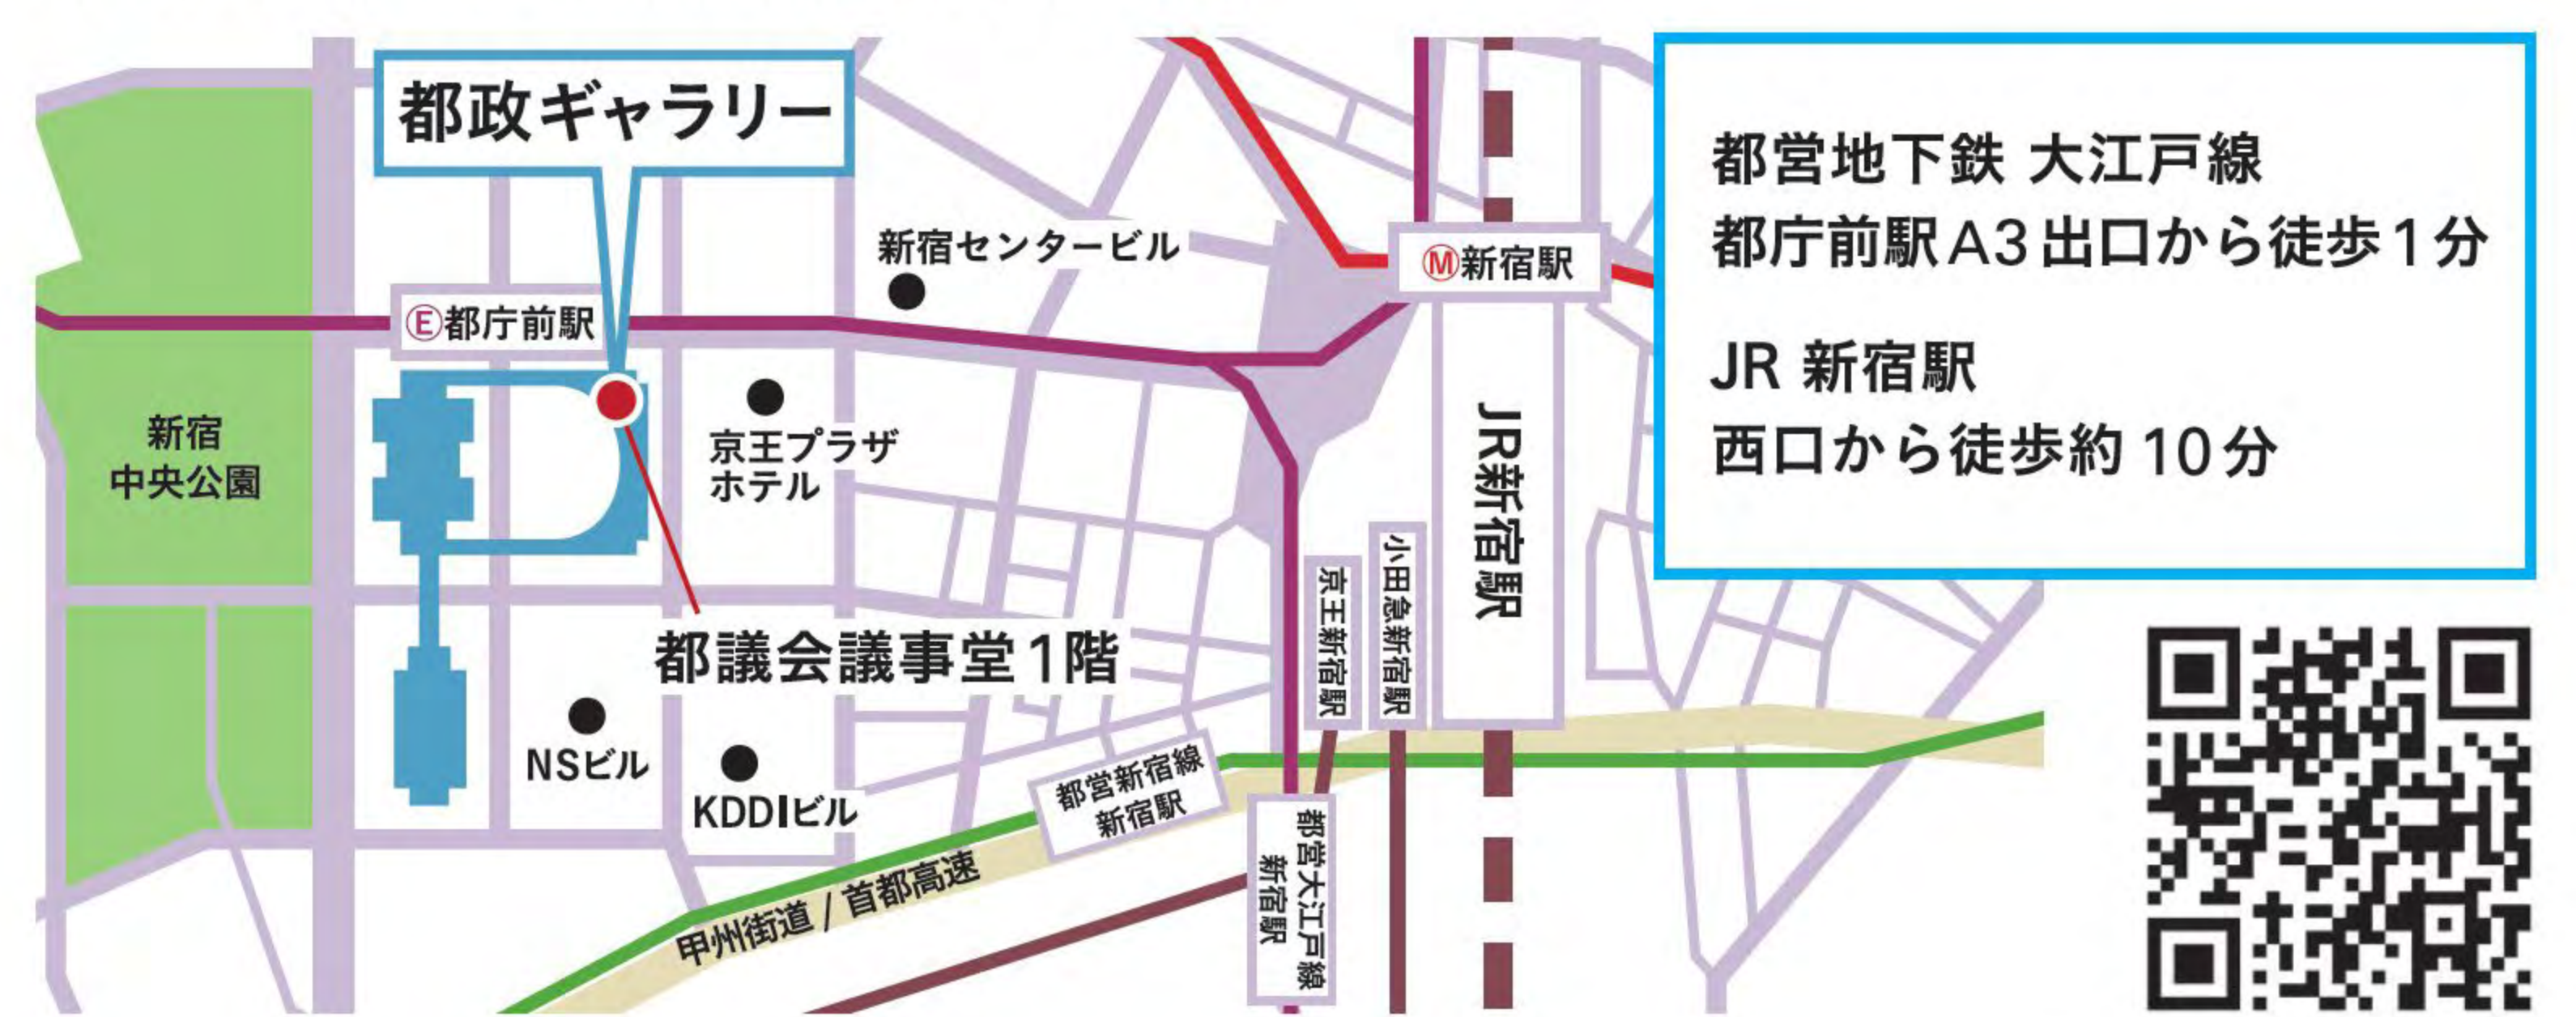 都政ギャラリー
新宿センタービル
Ⓜ新宿駅
Ⓔ都庁前駅
新宿
中央公園
京王プラザ
ホテル
JR新宿駅
小田急新宿駅
京王新宿駅
都議会議事堂1階
NSビル
KDDIビル
都営新宿線
新宿駅
都営大江戸線
新宿駅
甲州街道 / 首都高速
都営地下鉄 大江戸線
都庁前駅A3出口から徒歩1分
JR 新宿駅
西口から徒歩約10分